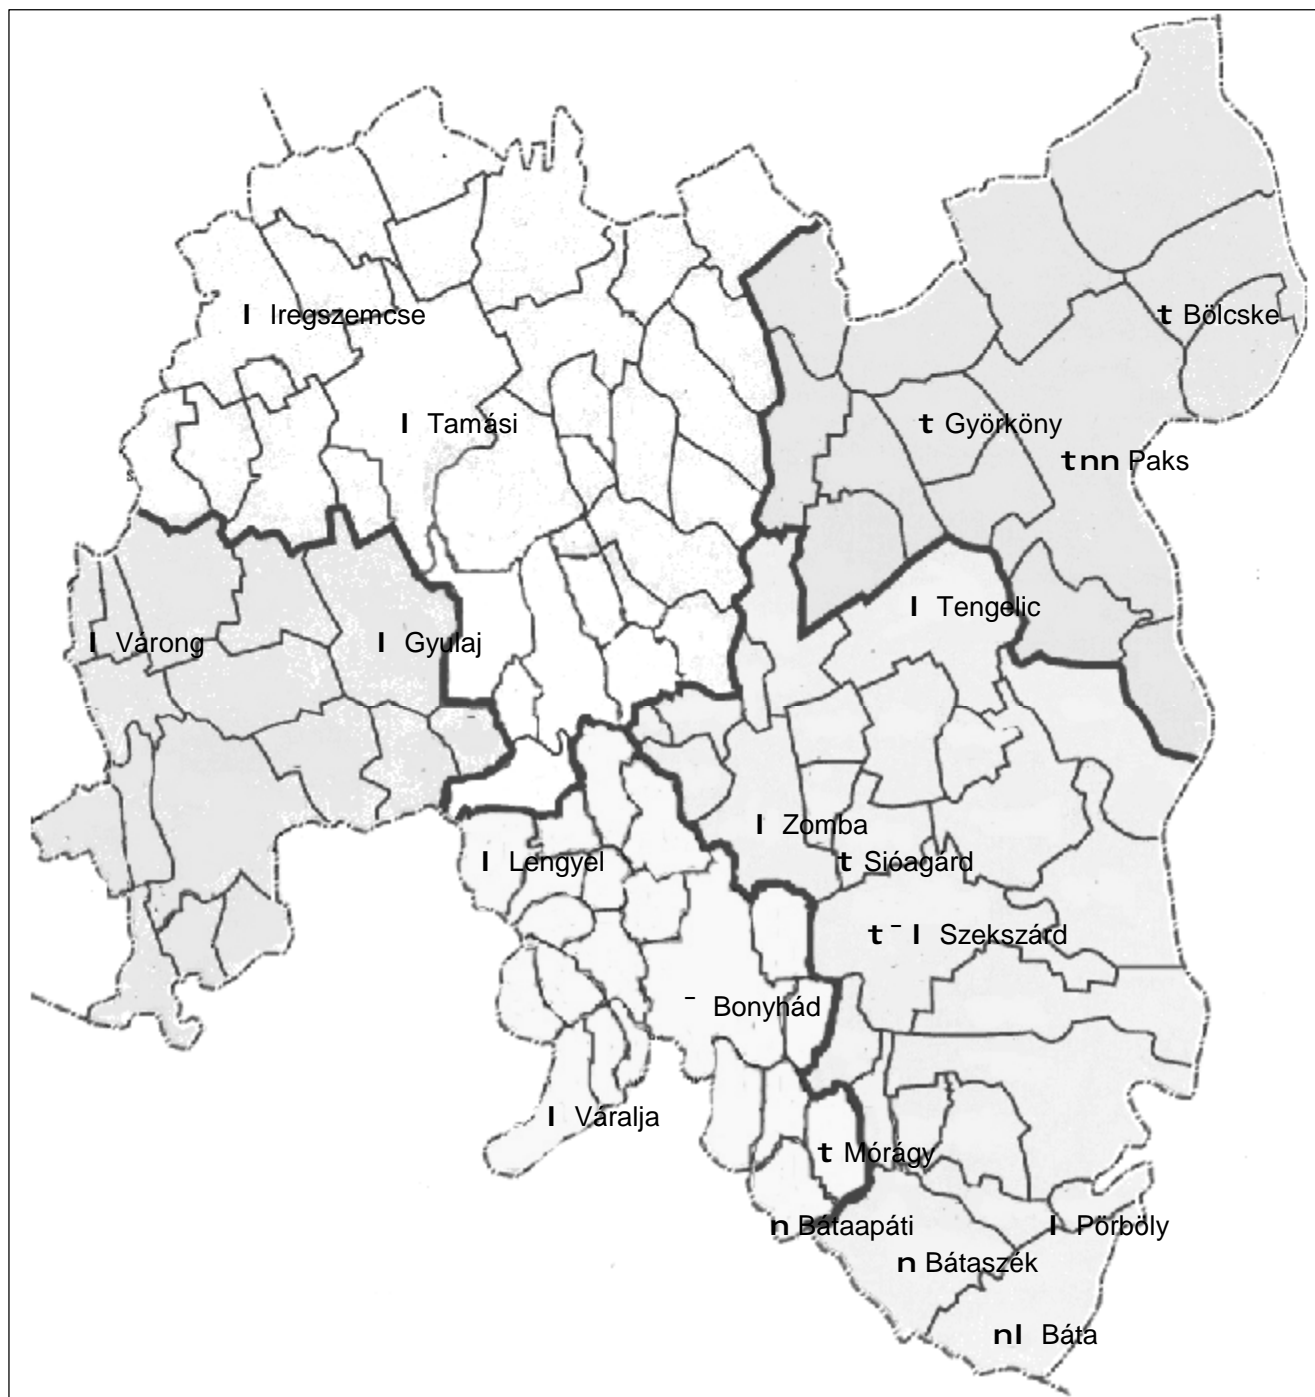 l Iregszemcse
t Bölcske
l Tamási
t Györköny
tnn Paks
l Tengelic
l Várong
l Gyulaj
l Zomba
l Lengyel
t Sióagárd
t - l Szekszárd
- Bonyhád
l Váralja
t Mórágy
n Bátaapáti
l Pörböly
n Bátaszék
nl Báta